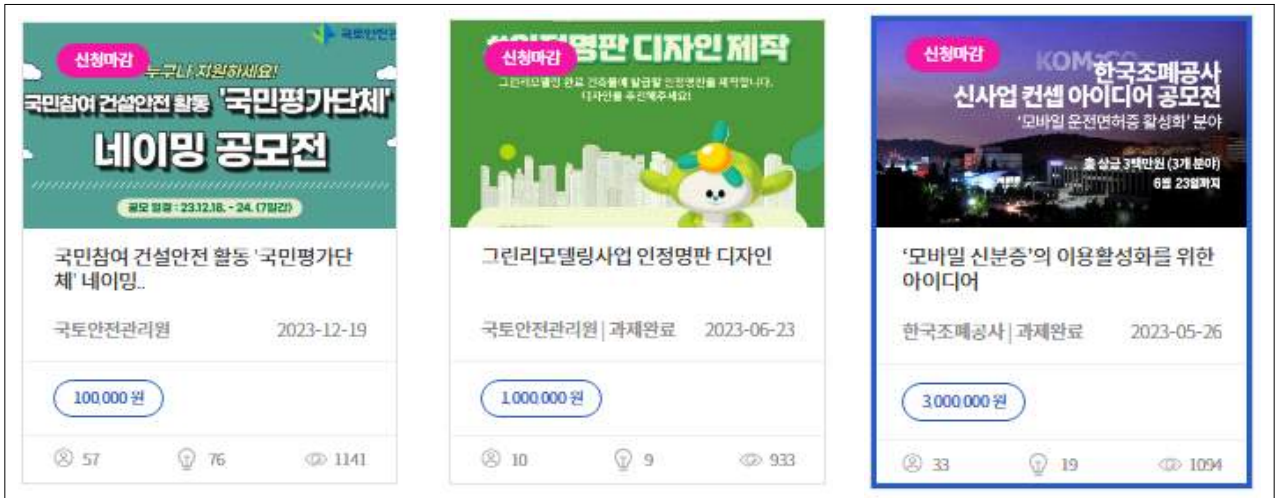 신청마감
누구나 지원하세요!
국민참여 건설안전 활동 '국민평가단체'
네이밍 공모전
공모 일정 : 23.12.18. - 24. (7일간)
국민참여 건설안전 활동 '국민평가단
체' 네이밍..
국토안전관리원
2023-12-19
100,000 원
57
76
1141
신청마감
명판 디자인 제작
그린리모델링 완료 건축물에 발급할 인정명판을 제작합니다.
디자인을 추천해주세요!
그린리모델링사업 인정명판 디자인
국토안전관리원 | 과제완료
2023-06-23
1,000,000 원
10
9
933
신청마감
한국조폐공사
신사업 컨셉 아이디어 공모전
'모바일 운전면허증 활성화' 분야
총 상금 3백만원 (3개 분야)
6월 23일까지
'모바일 신분증'의 이용활성화를 위한
아이디어
한국조폐공사 | 과제완료
2023-05-26
3,000,000 원
33
19
1094